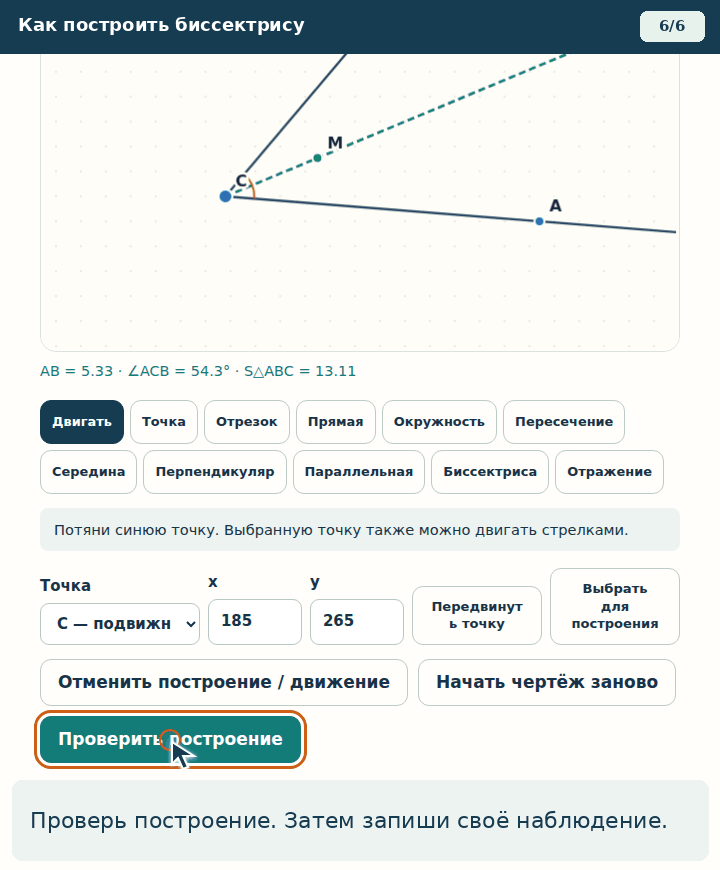 Как построить биссектрису
6/6
M
C
A
AB = 5.33 · ∠ACB = 54.3° · S△ABC = 13.11
Двигать Точка Отрезок Прямая Окружность Пересечение
Середина Перпендикуляр Параллельная Биссектриса Отражение
Потяни синюю точку. Выбранную точку также можно двигать стрелками.
Точка x y
C — подвижн 185 265
Передвинут
ь точку
Выбрать
для
построения
Отменить построение / движение Начать чертёж заново
Проверить построение
Проверь построение. Затем запиши своё наблюдение.